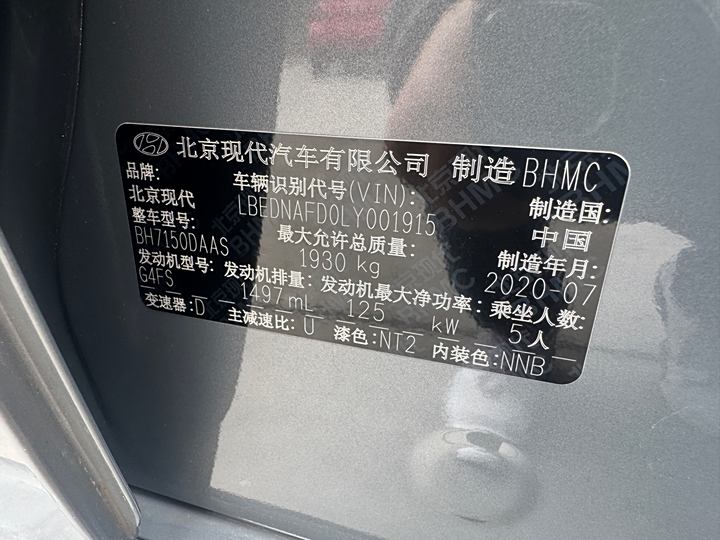 北京现代汽车有限公司 制造 BHMC
品牌: 车辆识别代号(VIN): 制造国:
北京现代 LBEDNAFD0LY001915 中国
整车型号: 最大允许总质量: 制造年月:
BH7150DAAS 1930 kg 2020-07
发动机型号: 发动机排量: 发动机最大净功率: 乘坐人数:
G4FS 1497mL 125 kW 5人
变速器:D 主减速比: U 漆色:NT2 内装色:NNB